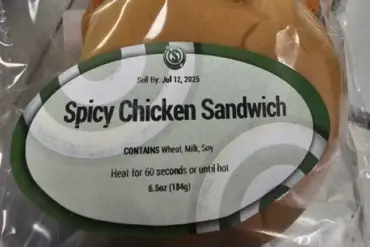 Sell By: Jul 12, 2025
Spicy Chicken Sandwich
CONTAINS Wheat, Milk, Soy
Heat for 60 seconds or until hot
6.5oz (184g)